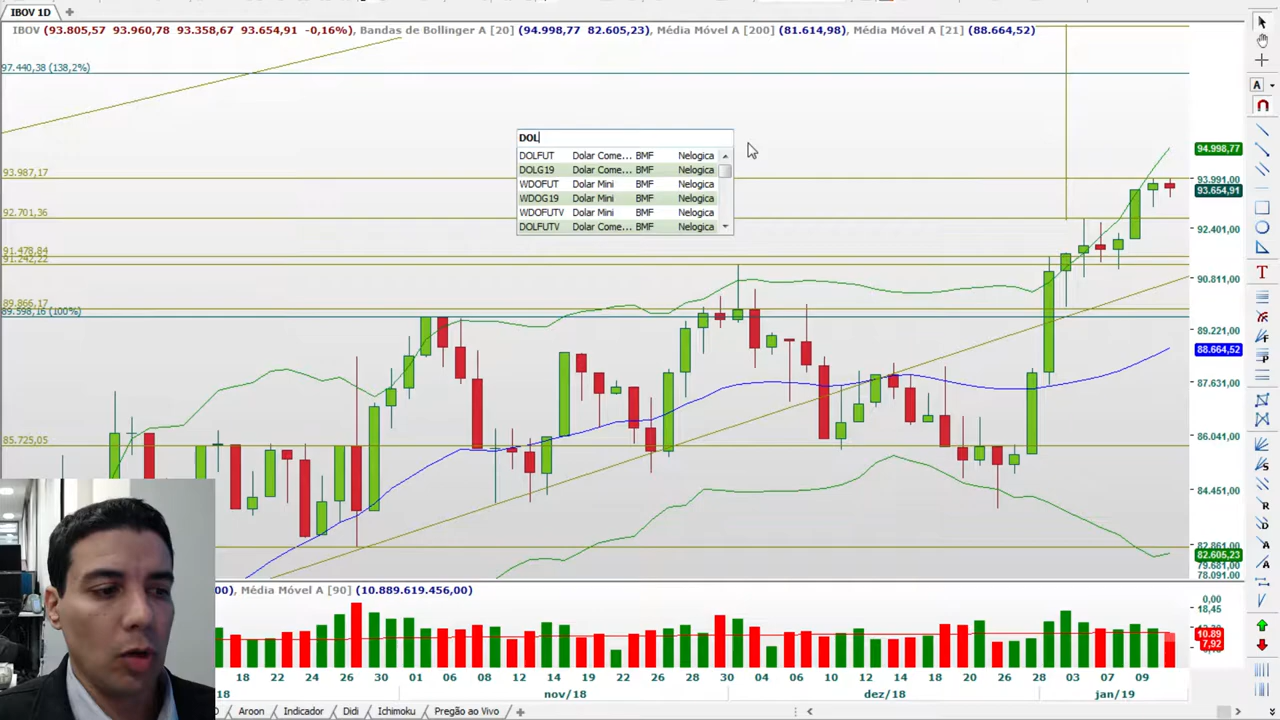 IBOV 1D
IBOV (93.805,57 93.960,78 93.358,67 93.654,91 -0,16%), Bandas de Bollinger A [20] (94.998,77 82.605,23), Média Móvel A [200] (81.614,98), Média Móvel A [21] (88.664,52)
97.440,38 (138,2%)
DOL
DOLFUT Dolar Come... BMF Nelogica
DOLG19 Dolar Come... BMF Nelogica
WDOFUT Dolar Mini BMF Nelogica
WDOG19 Dolar Mini BMF Nelogica
WDOFUTV Dolar Mini BMF Nelogica
DOLFUTV Dolar Come... BMF Nelogica
94.998,77
93.987,17
93.991,00
93.654,91
92.701,36
92.401,00
91.478,84
91.242,22
90.811,00
89.866,17
89.598,16 (100%)
89.221,00
88.664,52
87.631,00
85.725,05
86.041,00
84.451,00
82.861,00
82.605,23
79.681,00
78.091,00
00), Média Móvel A [90] (10.889.619.456,00)
0,00
18,45
10.89
7,92
18 22 24 26 30 01 06 08 12 14 20 22 26 28 30 04 06 10 12 14 18 20 26 28 03 07 09
18 nov/18 dez/18 jan/19
Aroon Indicador Didi Ichimoku Pregão ao Vivo